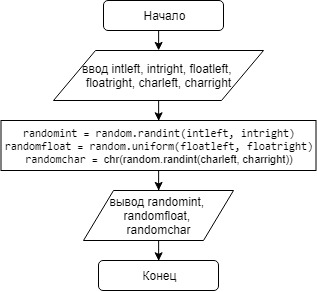 Начало
ввод intleft, intright, floatleft,
floatright, charleft, charright
randomint = random.randint(intleft, intright)
randomfloat = random.uniform(floatleft, floatright)
randomchar = chr(random.randint(charleft, charright))
вывод randomint,
randomfloat,
randomchar
Конец